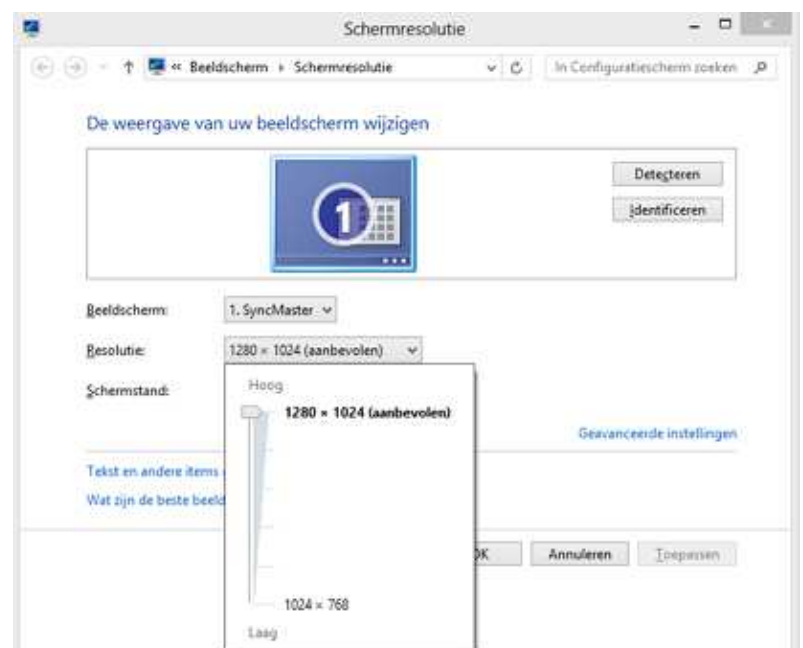 Schermresolutie
« Beeldscherm › Schermresolutie
In Configuratiescherm zoeken
De weergave van uw beeldscherm wijzigen
1
Detecteren
Identificeren
Beeldscherm: 1. SyncMaster
Resolutie: 1280 × 1024 (aanbevolen)
Schermstand:
Hoog
1280 × 1024 (aanbevolen)
Geavanceerde instellingen
Tekst en andere items
Wat zijn de beste beeld
OK Annuleren Toepassen
1024 × 768
Laag